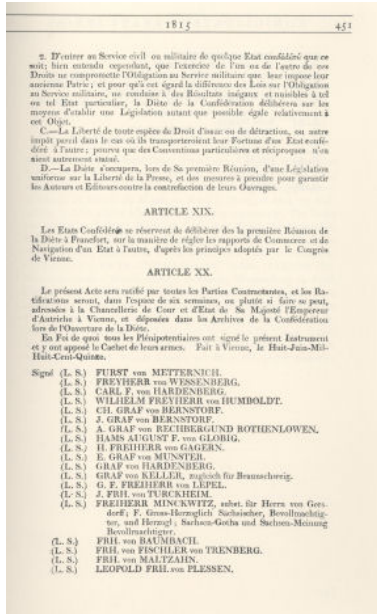 1815 451
2. D'entrer au Service civil ou militaire de quelque Etat confédéré que ce
soit; bien entendu cependant, que l'exercice de l'un ou de l'autre de ces
Droits ne compromette l'Obligation au Service militaire que leur impose leur
ancienne Patrie; et pour qu'à cet égard la différence des Lois sur l'Obligation
au Service militaire, ne conduise à des Résultats inégaux et nuisibles à tel
ou tel Etat particulier, la Diète de la Confédération délibérera sur les
moyens d'établir une Législation autant que possible égale relativement à
cet Objet.
C.—La Liberté de toute espèce de Droit d'issue ou de détraction, ou autre
impôt pareil dans le cas où ils transporteroient leur Fortune d'un Etat confé-
déré à l'autre; pourvu que des Conventions particulières et réciproques n'en
aient autrement statué.
D.—La Diète s'occupera, lors de Sa première Réunion, d'une Législation
uniforme sur la Liberté de la Presse, et des mesures à prendre pour garantir
les Auteurs et Editeurs contre la contrefaction de leurs Ouvrages.
ARTICLE XIX.
Les Etats Confédérés se réservent de délibérer dès la première Réunion de
la Diète à Francfort, sur la manière de régler les rapports de Commerce et de
Navigation d'un Etat à l'autre, d'après les principes adoptés par le Congrès
de Vienne.
ARTICLE XX.
Le présent Acte sera ratifié par toutes les Parties Contractantes, et les Ra-
tifications seront, dans l'espace de six semaines, ou plutôt si faire se peut,
adressées à la Chancellerie de Cour et d'Etat de Sa Majesté l'Empereur
d'Autriche à Vienne, et déposées dans les Archives de la Confédération
lors de l'Ouverture de la Diète.
En Foi de quoi tous les Plénipotentiaires ont signé le présent Instrument
et y ont apposé le Cachet de leurs armes. Fait à Vienne, le Huit-Juin-Mil-
Huit-Cent-Quinze.
Signé (L. S.) FURST von METTERNICH.
(L. S.) FREYHERR von WESSENBERG.
(L. S.) CARL F. von HARDENBERG.
(L. S.) WILHELM FREYHERR von HUMBOLDT.
(L. S.) CH. GRAF von BERNSTORF.
(L. S.) J. GRAF von BERNSTORF.
(L. S.) A. GRAF von RECHBERGUND ROTHENLOWEN.
(L. S.) HAMS AUGUST F. von GLOBIG.
(L. S.) H. FREIHERR von GAGERN.
(L. S.) E. GRAF von MUNSTER.
(L. S.) GRAF von HARDENBERG.
(L. S.) GRAF von KELLER, zugleich für Braunschweig.
(L. S.) G. F. FREIHERR von LEPEL.
(L. S.) J. FRH. von TURCKHEIM.
(L. S.) FREIHERR MINCKWITZ, subst. für Herrn von Gers-
dorff; F. Gross-Herzoglich Sächsischer, Bevollmächtig-
ter, und Herzogl; Sachsen-Gotha und Sachsen-Meinung
Bevollmachtigter.
(L. S.) FRH. von BAUMBACH.
(L. S.) FRH. von FISCHLER von TRENBERG.
(L. S.) FRH. von MALTZAHN.
(L. S.) LEOPOLD FRH. von PLESSEN.